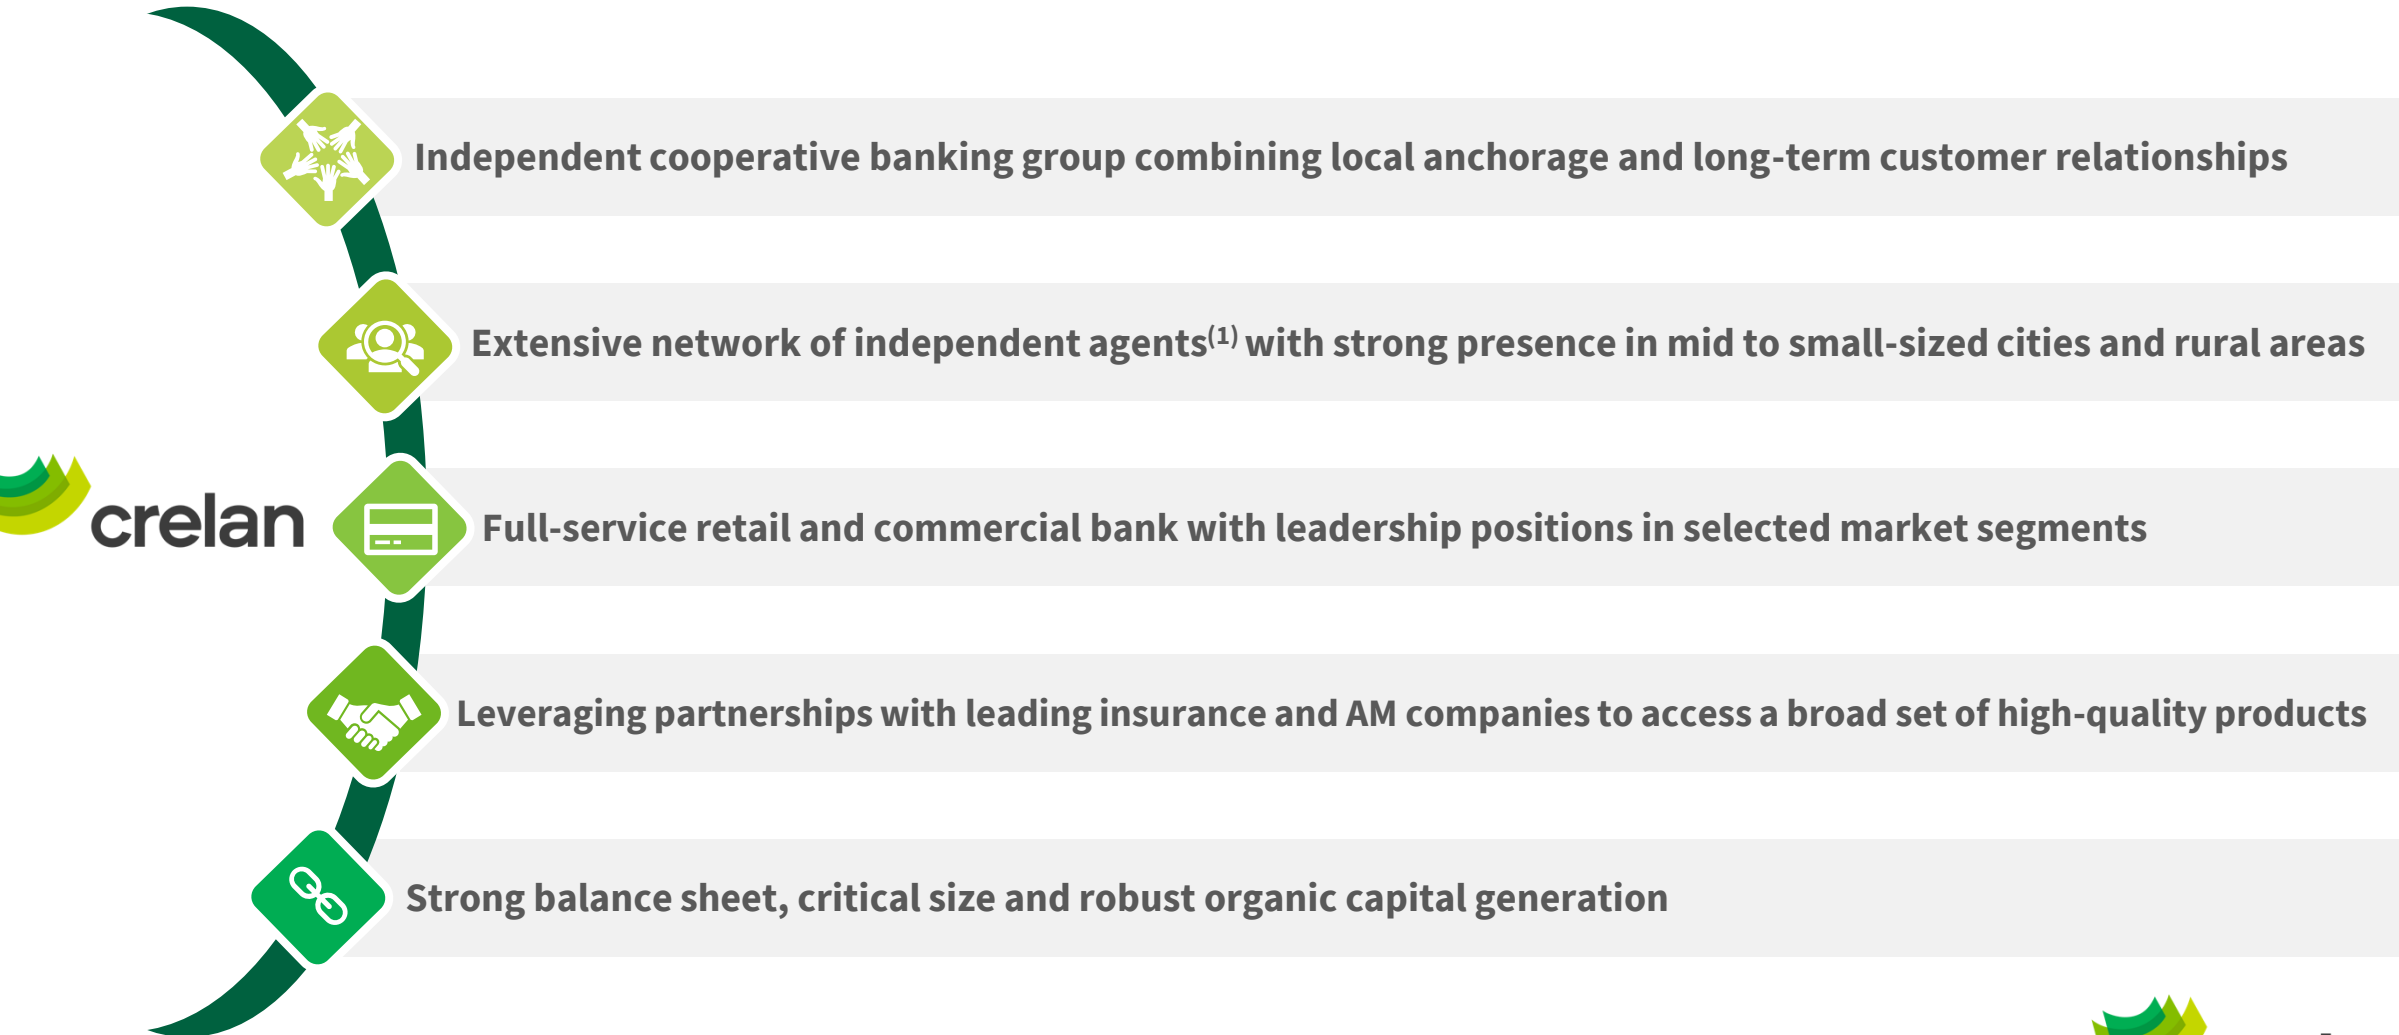 Independent cooperative banking group combining local anchorage and long-term customer relationships
Extensive network of independent agents(1) with strong presence in mid to small-sized cities and rural areas
crelan
Full-service retail and commercial bank with leadership positions in selected market segments
Leveraging partnerships with leading insurance and AM companies to access a broad set of high-quality products
Strong balance sheet, critical size and robust organic capital generation